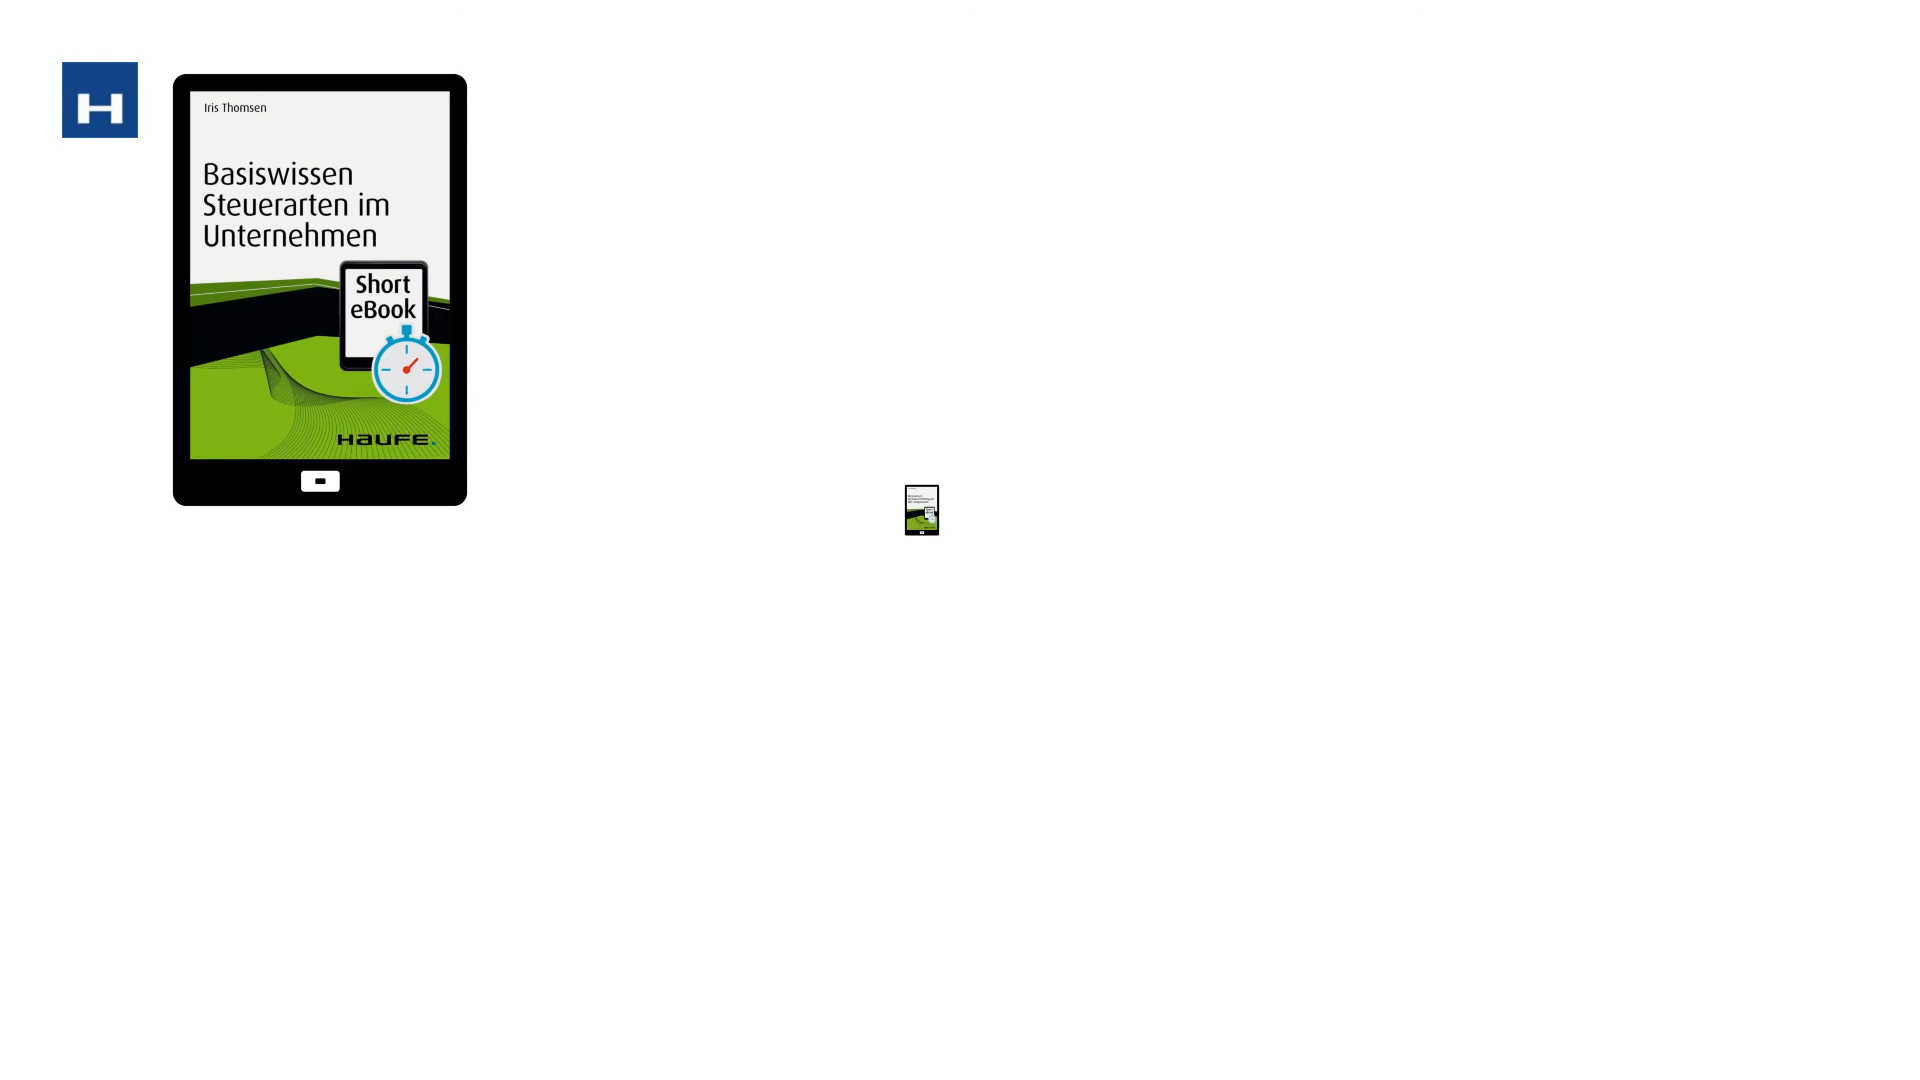 H
Iris Thomsen
Basiswissen
Steuerarten im
Unternehmen
Short
eBook
HAUFE.